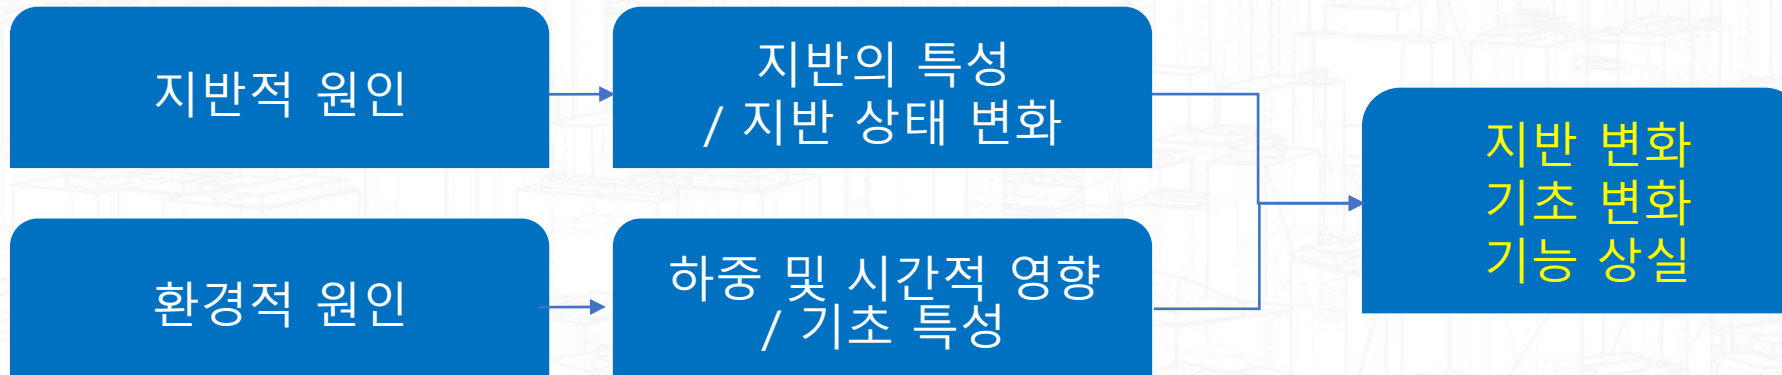 지반적 원인
지반의 특성
/ 지반 상태 변화
환경적 원인
하중 및 시간적 영향
/ 기초 특성
지반 변화
기초 변화
기능 상실